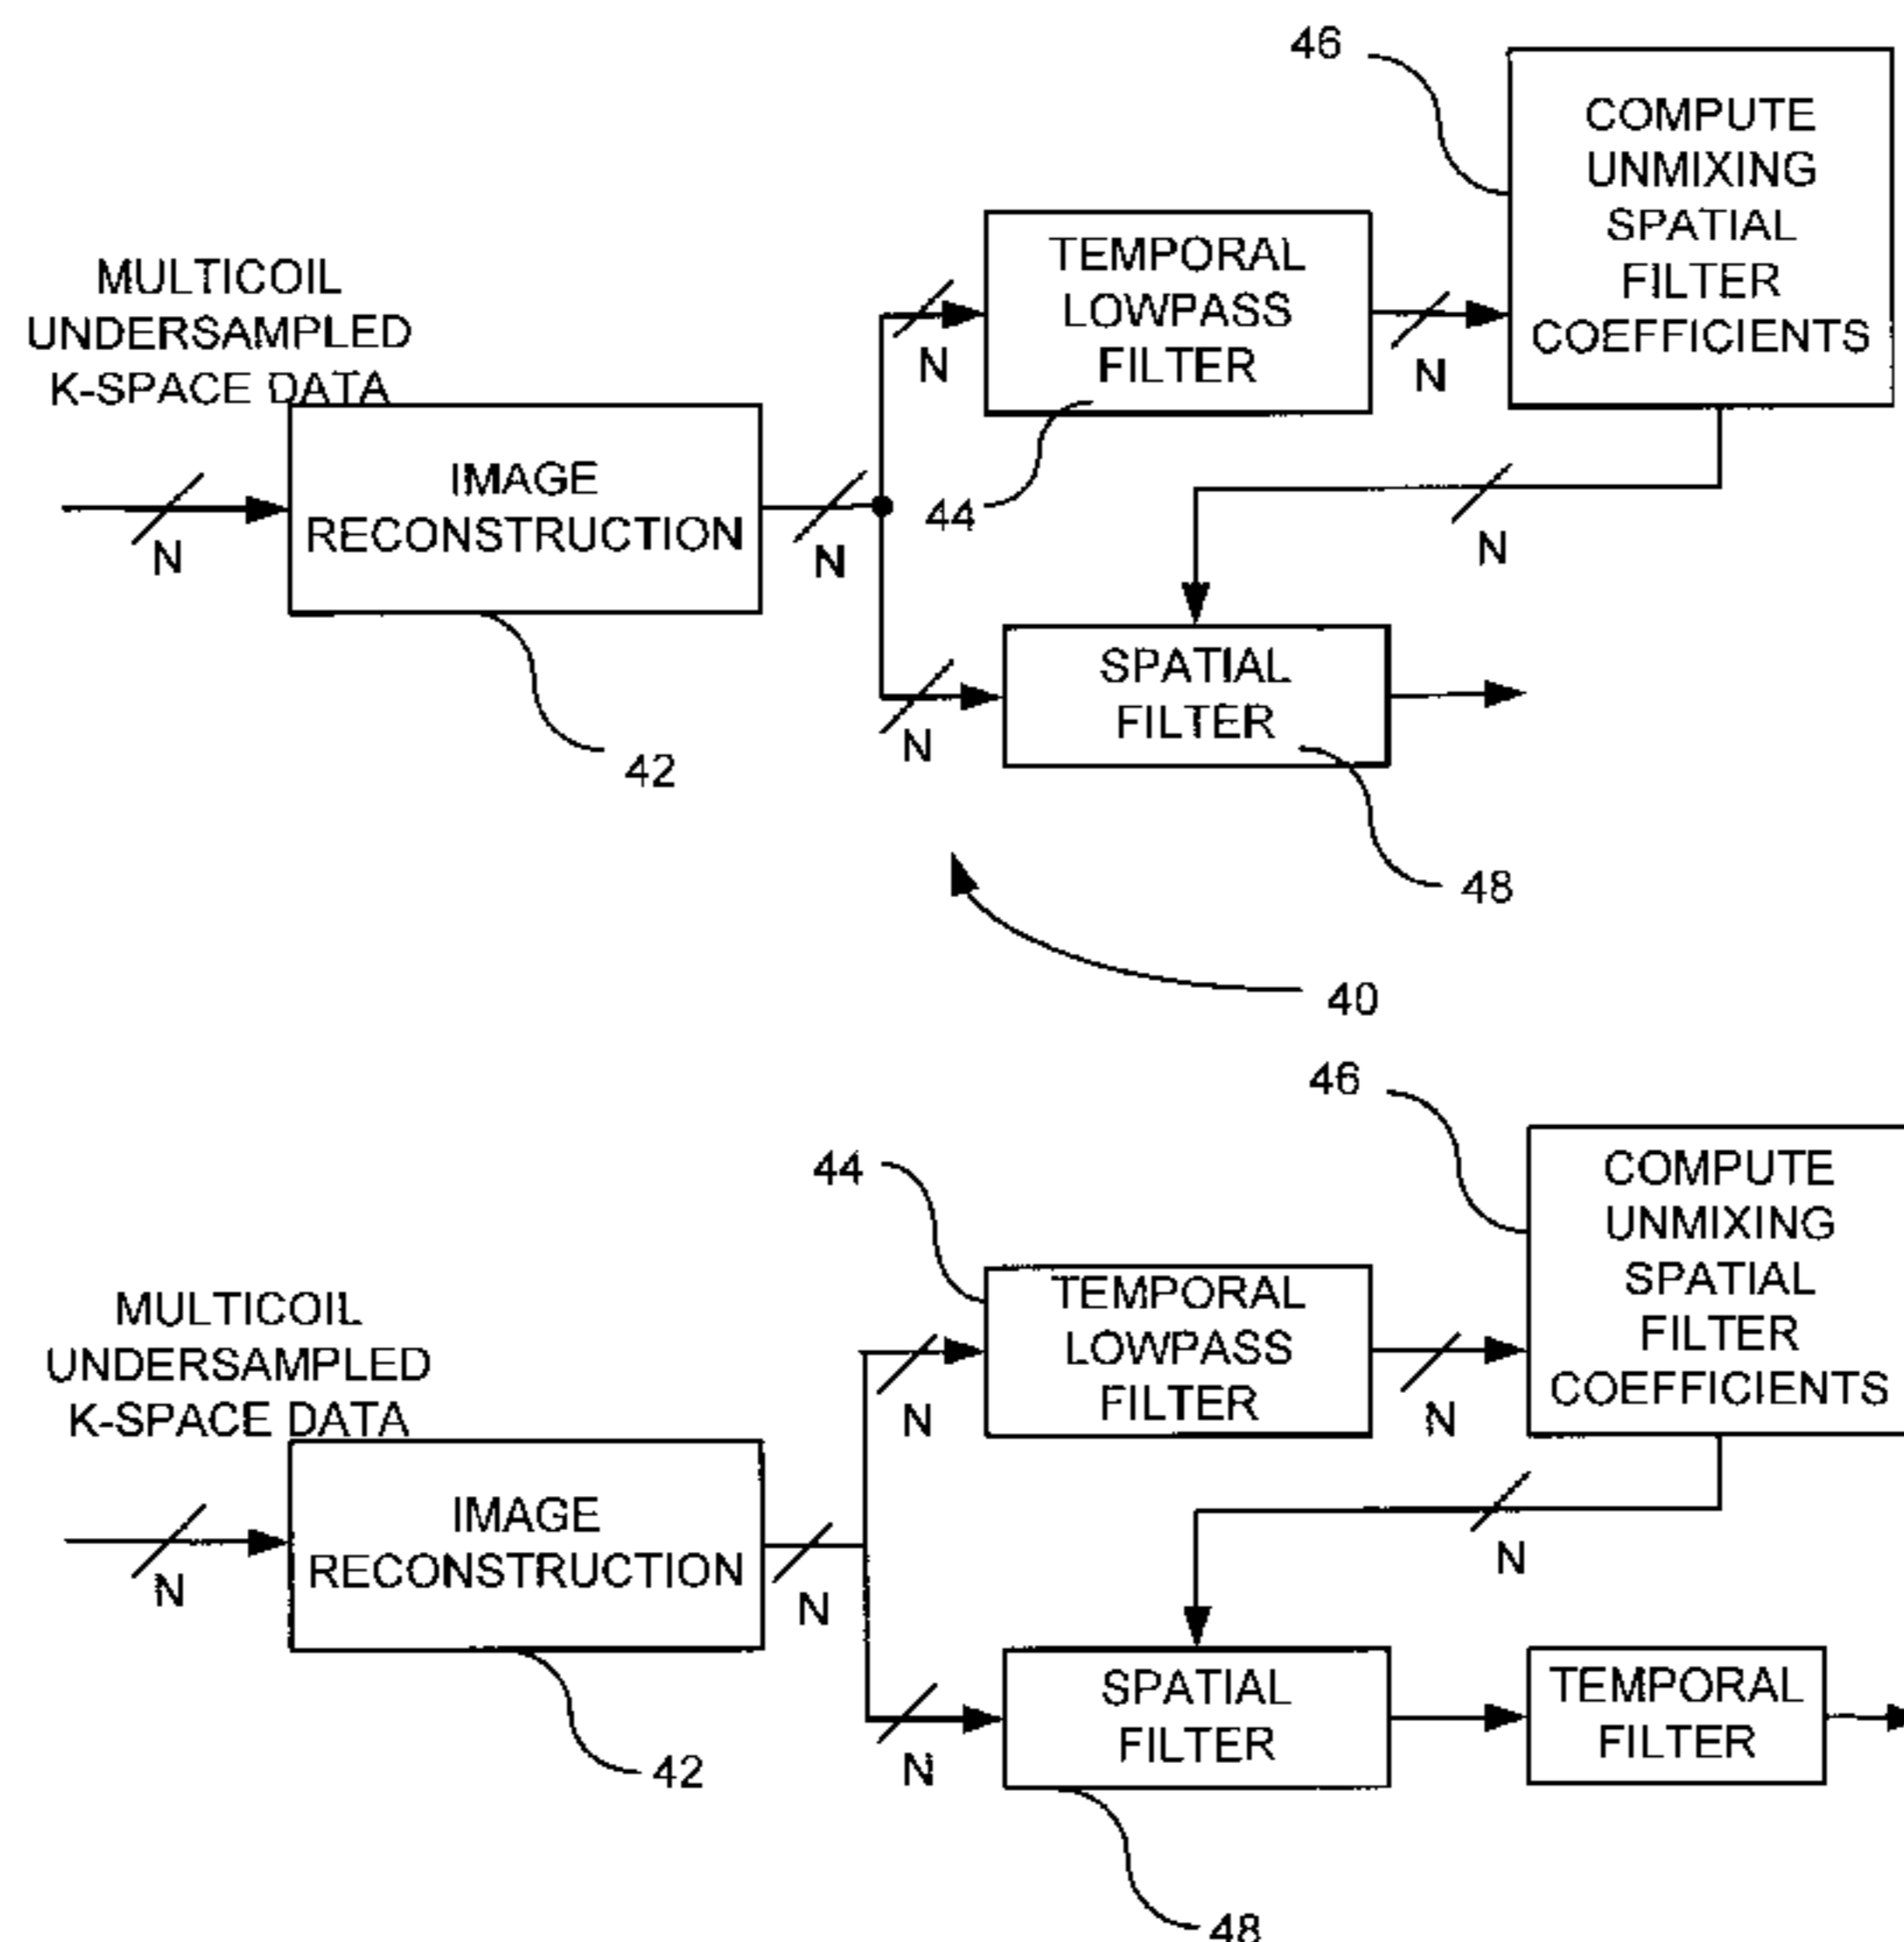 46
COMPUTE
UNMIXING
SPATIAL
FILTER
COEFFICIENTS
TEMPORAL
LOWPASS
FILTER
MULTICOIL
UNDERSAMPLED
K-SPACE DATA
N
N
44
IMAGE
RECONSTRUCTION
N
N
N
SPATIAL
FILTER
N
42
48
40
46
COMPUTE
UNMIXING
SPATIAL
FILTER
COEFFICIENTS
44
TEMPORAL
LOWPASS
FILTER
MULTICOIL
UNDERSAMPLED
K-SPACE DATA
N
N
IMAGE
RECONSTRUCTION
N
N
N
SPATIAL
FILTER
TEMPORAL
FILTER
N
42
48